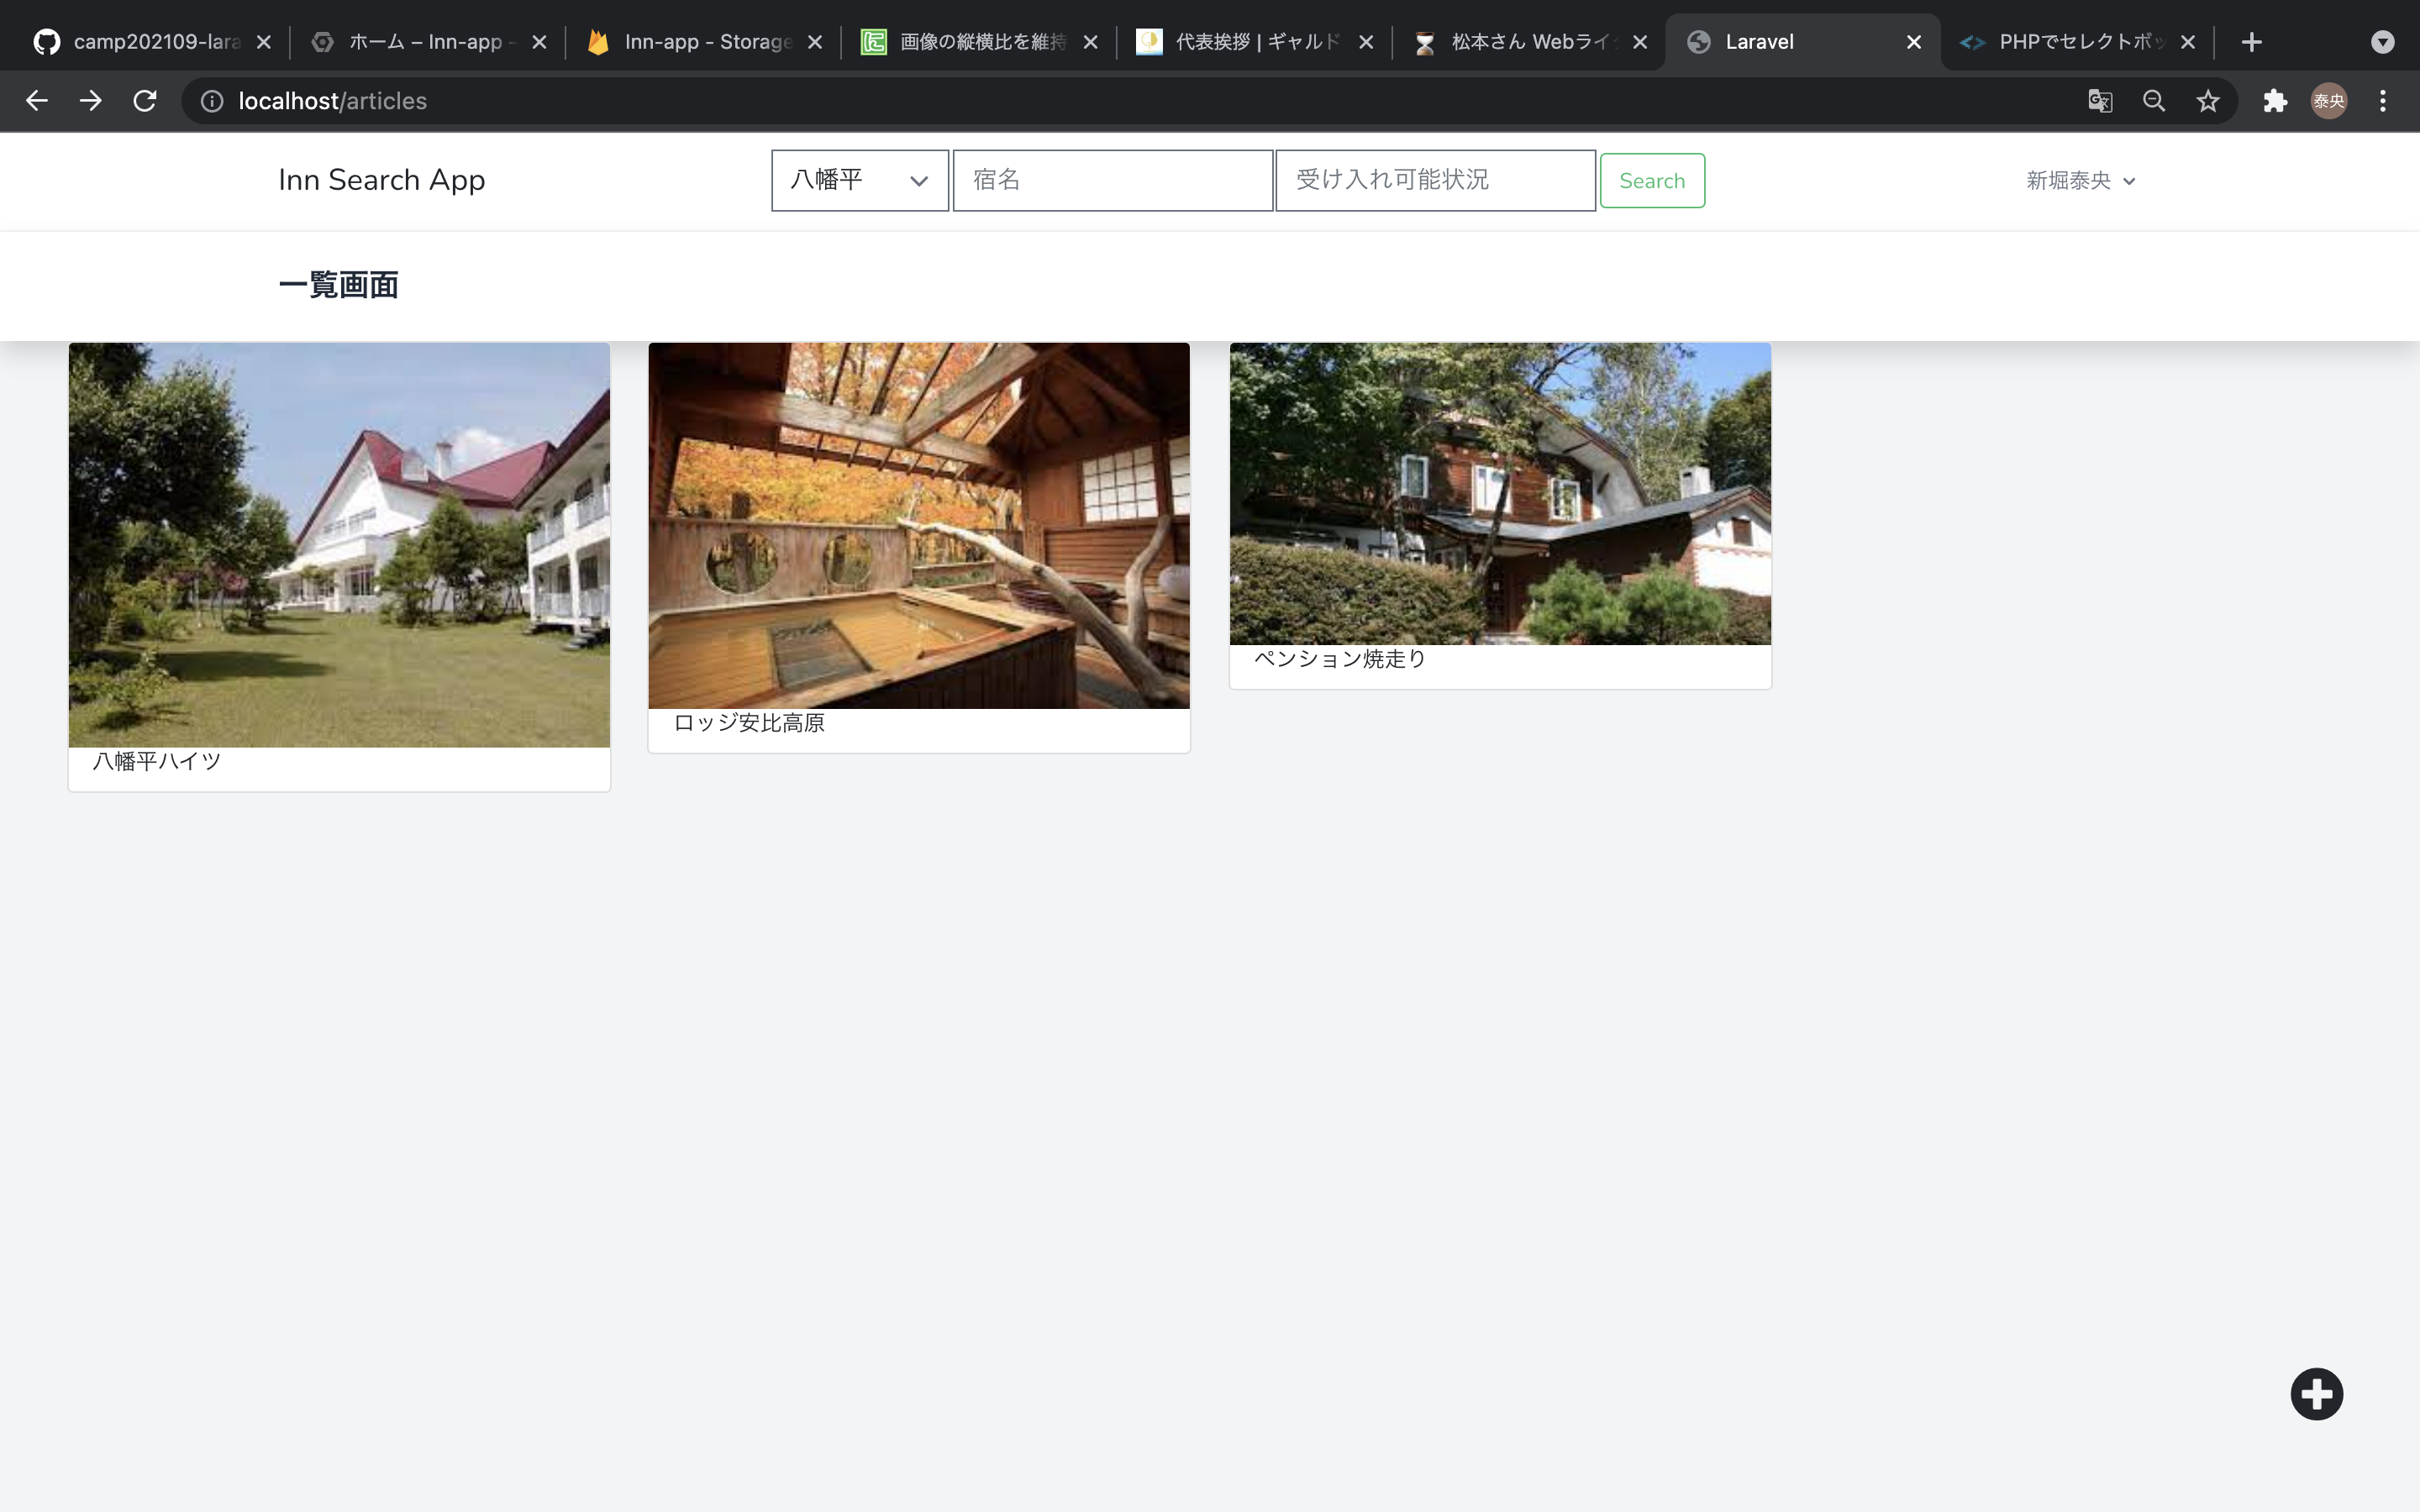 camp202109-lara
ホーム – Inn-app -
Inn-app - Storage
画像の縦横比を維持
代表挨拶 | ギャルド
松本さん Webライ
Laravel
PHPでセレクトボッ
localhost/articles
泰央
Inn Search App
八幡平
宿名
受け入れ可能状況
Search
新堀泰央
一覧画面
八幡平ハイツ
ロッジ安比高原
ペンション焼走り